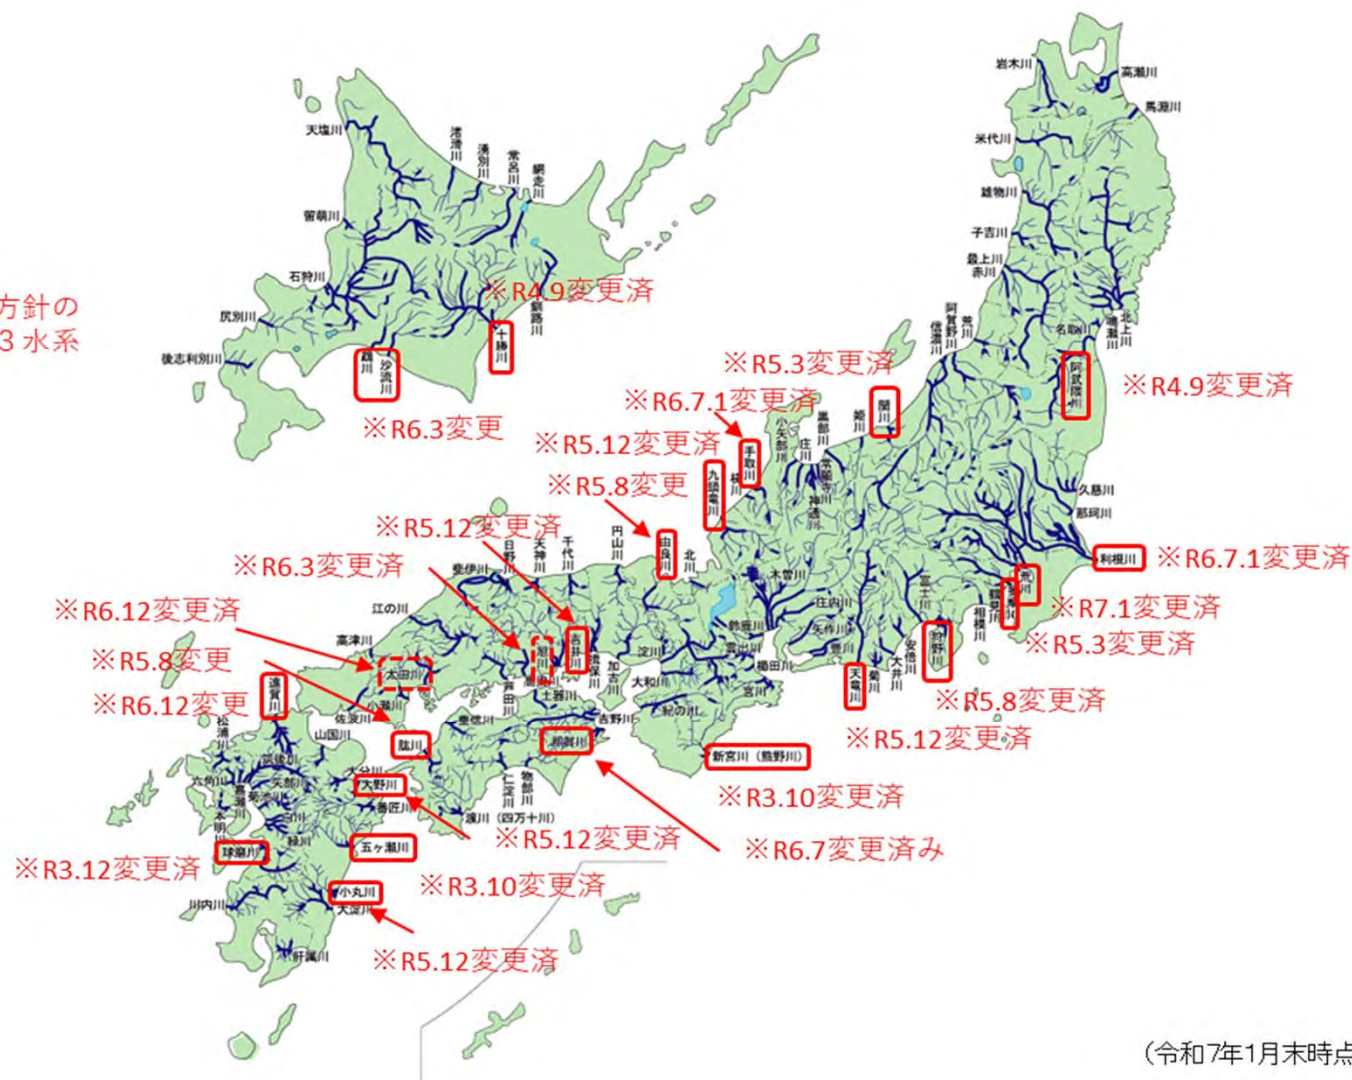 方針の
3水系
天塩川
渚滑川
湧別川
常呂川
網走川
留萌川
石狩川
尻別川
後志利別川
鵡川
沙流川
※R6.3変更
十勝川
※R4.9変更済
釧路川
岩木川
高瀬川
馬淵川
米代川
雄物川
子吉川
最上川
赤川
名取川
鳴瀬川
北上川
阿武隈川
※R4.9変更済
荒川
阿賀野川
信濃川
※R5.3変更済
関川
姫川
黒部川
常願寺川
神通川
庄川
小矢部川
※R6.7.1変更済
手取川
※R5.12変更済
九頭竜川
※R5.8変更
由良川
北川
円山川
※R5.12変更済
千代川
天神川
日野川
斐伊川
※R6.3変更済
江の川
※R6.12変更済
高津川
※R5.8変更
※R6.12変更
久慈川
那珂川
利根川
※R6.7.1変更済
荒川
※R7.1変更済
鶴見川
※R5.3変更済
相模川
富士川
狩野川
※R5.8変更済
安倍川
大井川
菊川
天竜川
※R5.12変更済
豊川
矢作川
庄内川
木曽川
鈴鹿川
雲出川
櫛田川
宮川
新宮川（熊野川）
※R3.10変更済
紀の川
大和川
淀川
加古川
揖保川
吉井川
旭川
芦田川
太田川
小瀬川
佐波川
吉野川
那賀川
※R6.7変更済み
土器川
重信川
肱川
物部川
仁淀川
渡川（四万十川）
遠賀川
山国川
筑後川
矢部川
松浦川
六角川
嘉瀬川
本明川
菊池川
白川
緑川
球磨川
※R3.12変更済
大分川
大野川
※R5.12変更済
番匠川
五ヶ瀬川
※R3.10変更済
小丸川
※R5.12変更済
大淀川
川内川
肝属川
（令和7年1月末時点